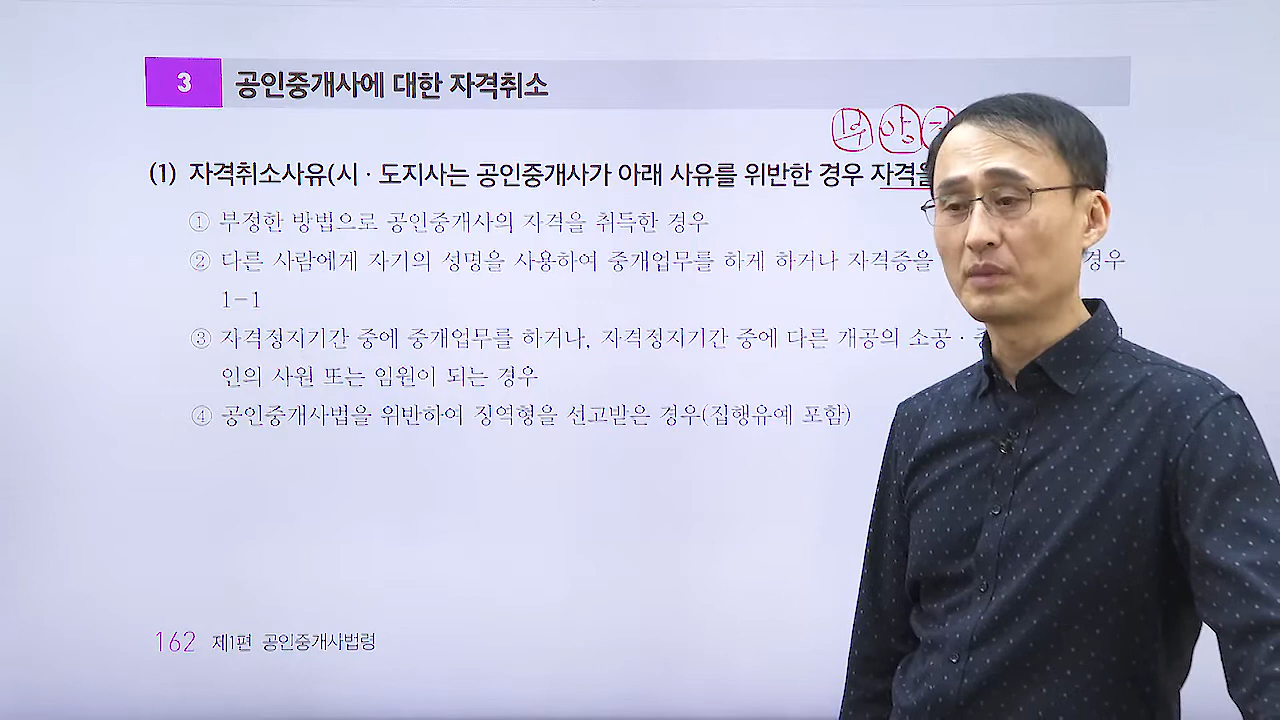 3 공인중개사에 대한 자격취소
부 양
(1) 자격취소사유(시·도지사는 공인중개사가 아래 사유를 위반한 경우 자격을
① 부정한 방법으로 공인중개사의 자격을 취득한 경우
② 다른 사람에게 자기의 성명을 사용하여 중개업무를 하게 하거나 자격증을 경우
1-1
③ 자격정지기간 중에 중개업무를 하거나, 자격정지기간 중에 다른 개공의 소공·
인의 사원 또는 임원이 되는 경우
④ 공인중개사법을 위반하여 징역형을 선고받은 경우(집행유예 포함)
162 제1편 공인중개사법령